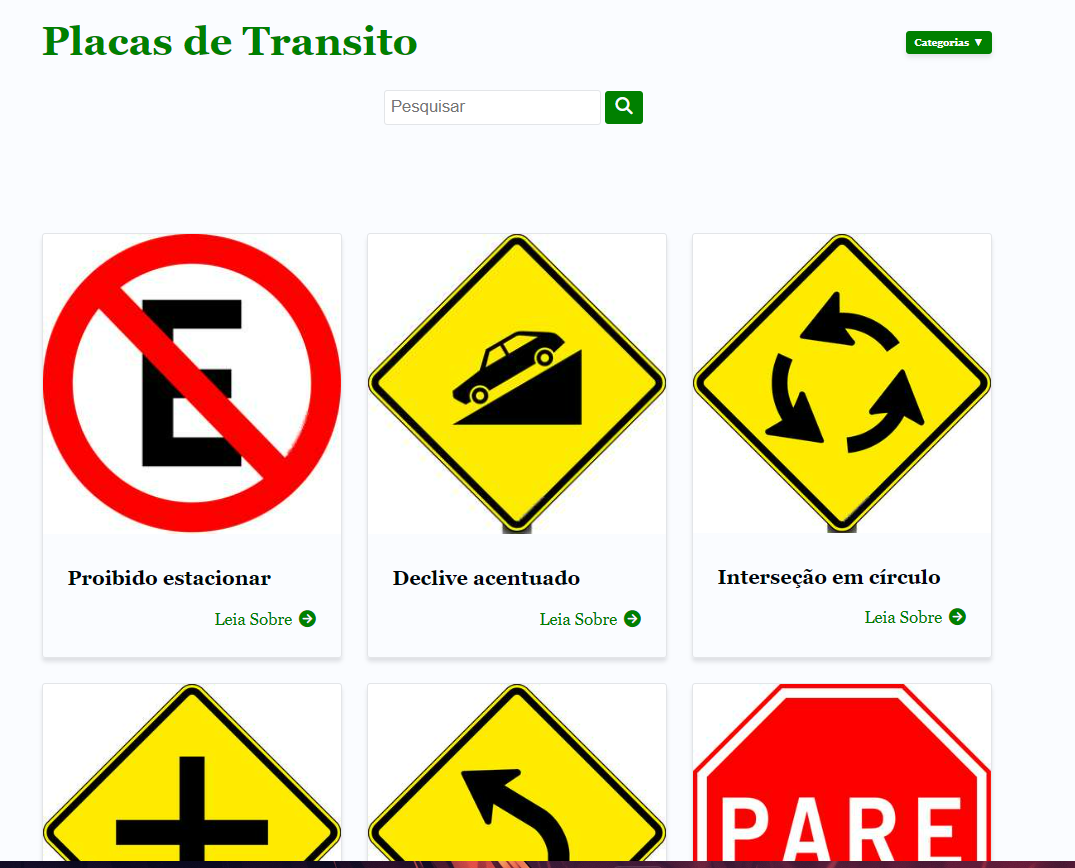 Placas de Transito
Categorias ▼
Pesquisar
E
Proibido estacionar
Leia Sobre
Declive acentuado
Leia Sobre
Interseção em círculo
Leia Sobre
PARE